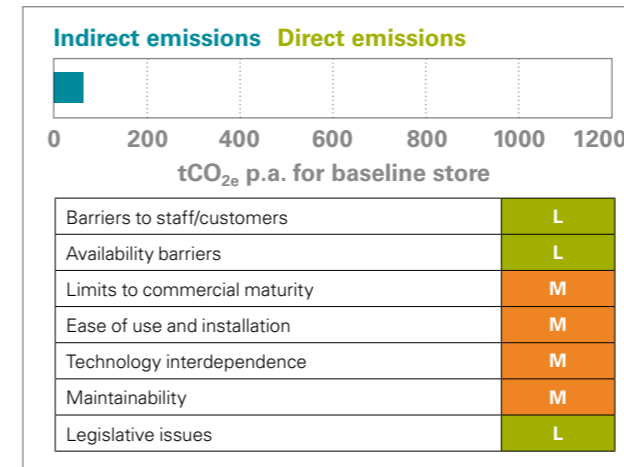 Indirect emissions Direct emissions
0 200 400 600 800 1000 1200
tCO2e p.a. for baseline store
Barriers to staff/customers L
Availability barriers L
Limits to commercial maturity M
Ease of use and installation M
Technology interdependence M
Maintainability M
Legislative issues L